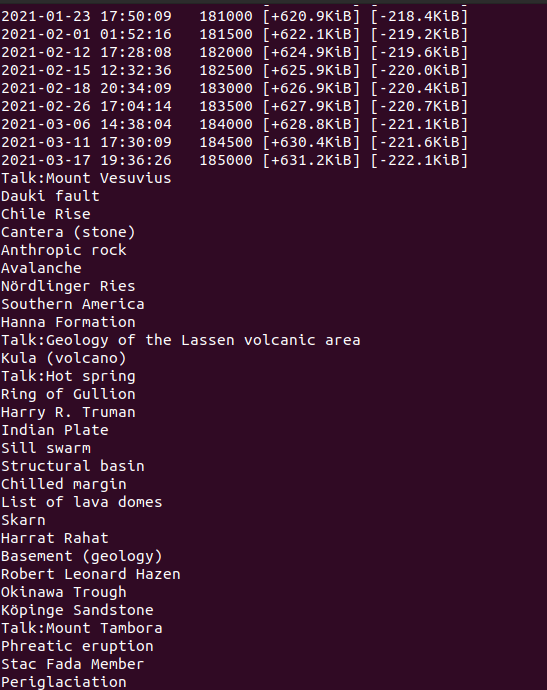 2021-01-23 17:50:09   181000 [+620.9KiB] [-218.4KiB]
2021-02-01 01:52:16   181500 [+622.1KiB] [-219.2KiB]
2021-02-12 17:28:08   182000 [+624.9KiB] [-219.6KiB]
2021-02-15 12:32:36   182500 [+625.9KiB] [-220.0KiB]
2021-02-18 20:34:09   183000 [+626.9KiB] [-220.4KiB]
2021-02-26 17:04:14   183500 [+627.9KiB] [-220.7KiB]
2021-03-06 14:38:04   184000 [+628.8KiB] [-221.1KiB]
2021-03-11 17:30:09   184500 [+630.4KiB] [-221.6KiB]
2021-03-17 19:36:26   185000 [+631.2KiB] [-222.1KiB]
Talk:Mount Vesuvius
Dauki fault
Chile Rise
Cantera (stone)
Anthropic rock
Avalanche
Nördlinger Ries
Southern America
Hanna Formation
Talk:Geology of the Lassen volcanic area
Kula (volcano)
Talk:Hot spring
Ring of Gullion
Harry R. Truman
Indian Plate
Sill swarm
Structural basin
Chilled margin
List of lava domes
Skarn
Harrat Rahat
Basement (geology)
Robert Leonard Hazen
Okinawa Trough
Köpinge Sandstone
Talk:Mount Tambora
Phreatic eruption
Stac Fada Member
Periglaciation